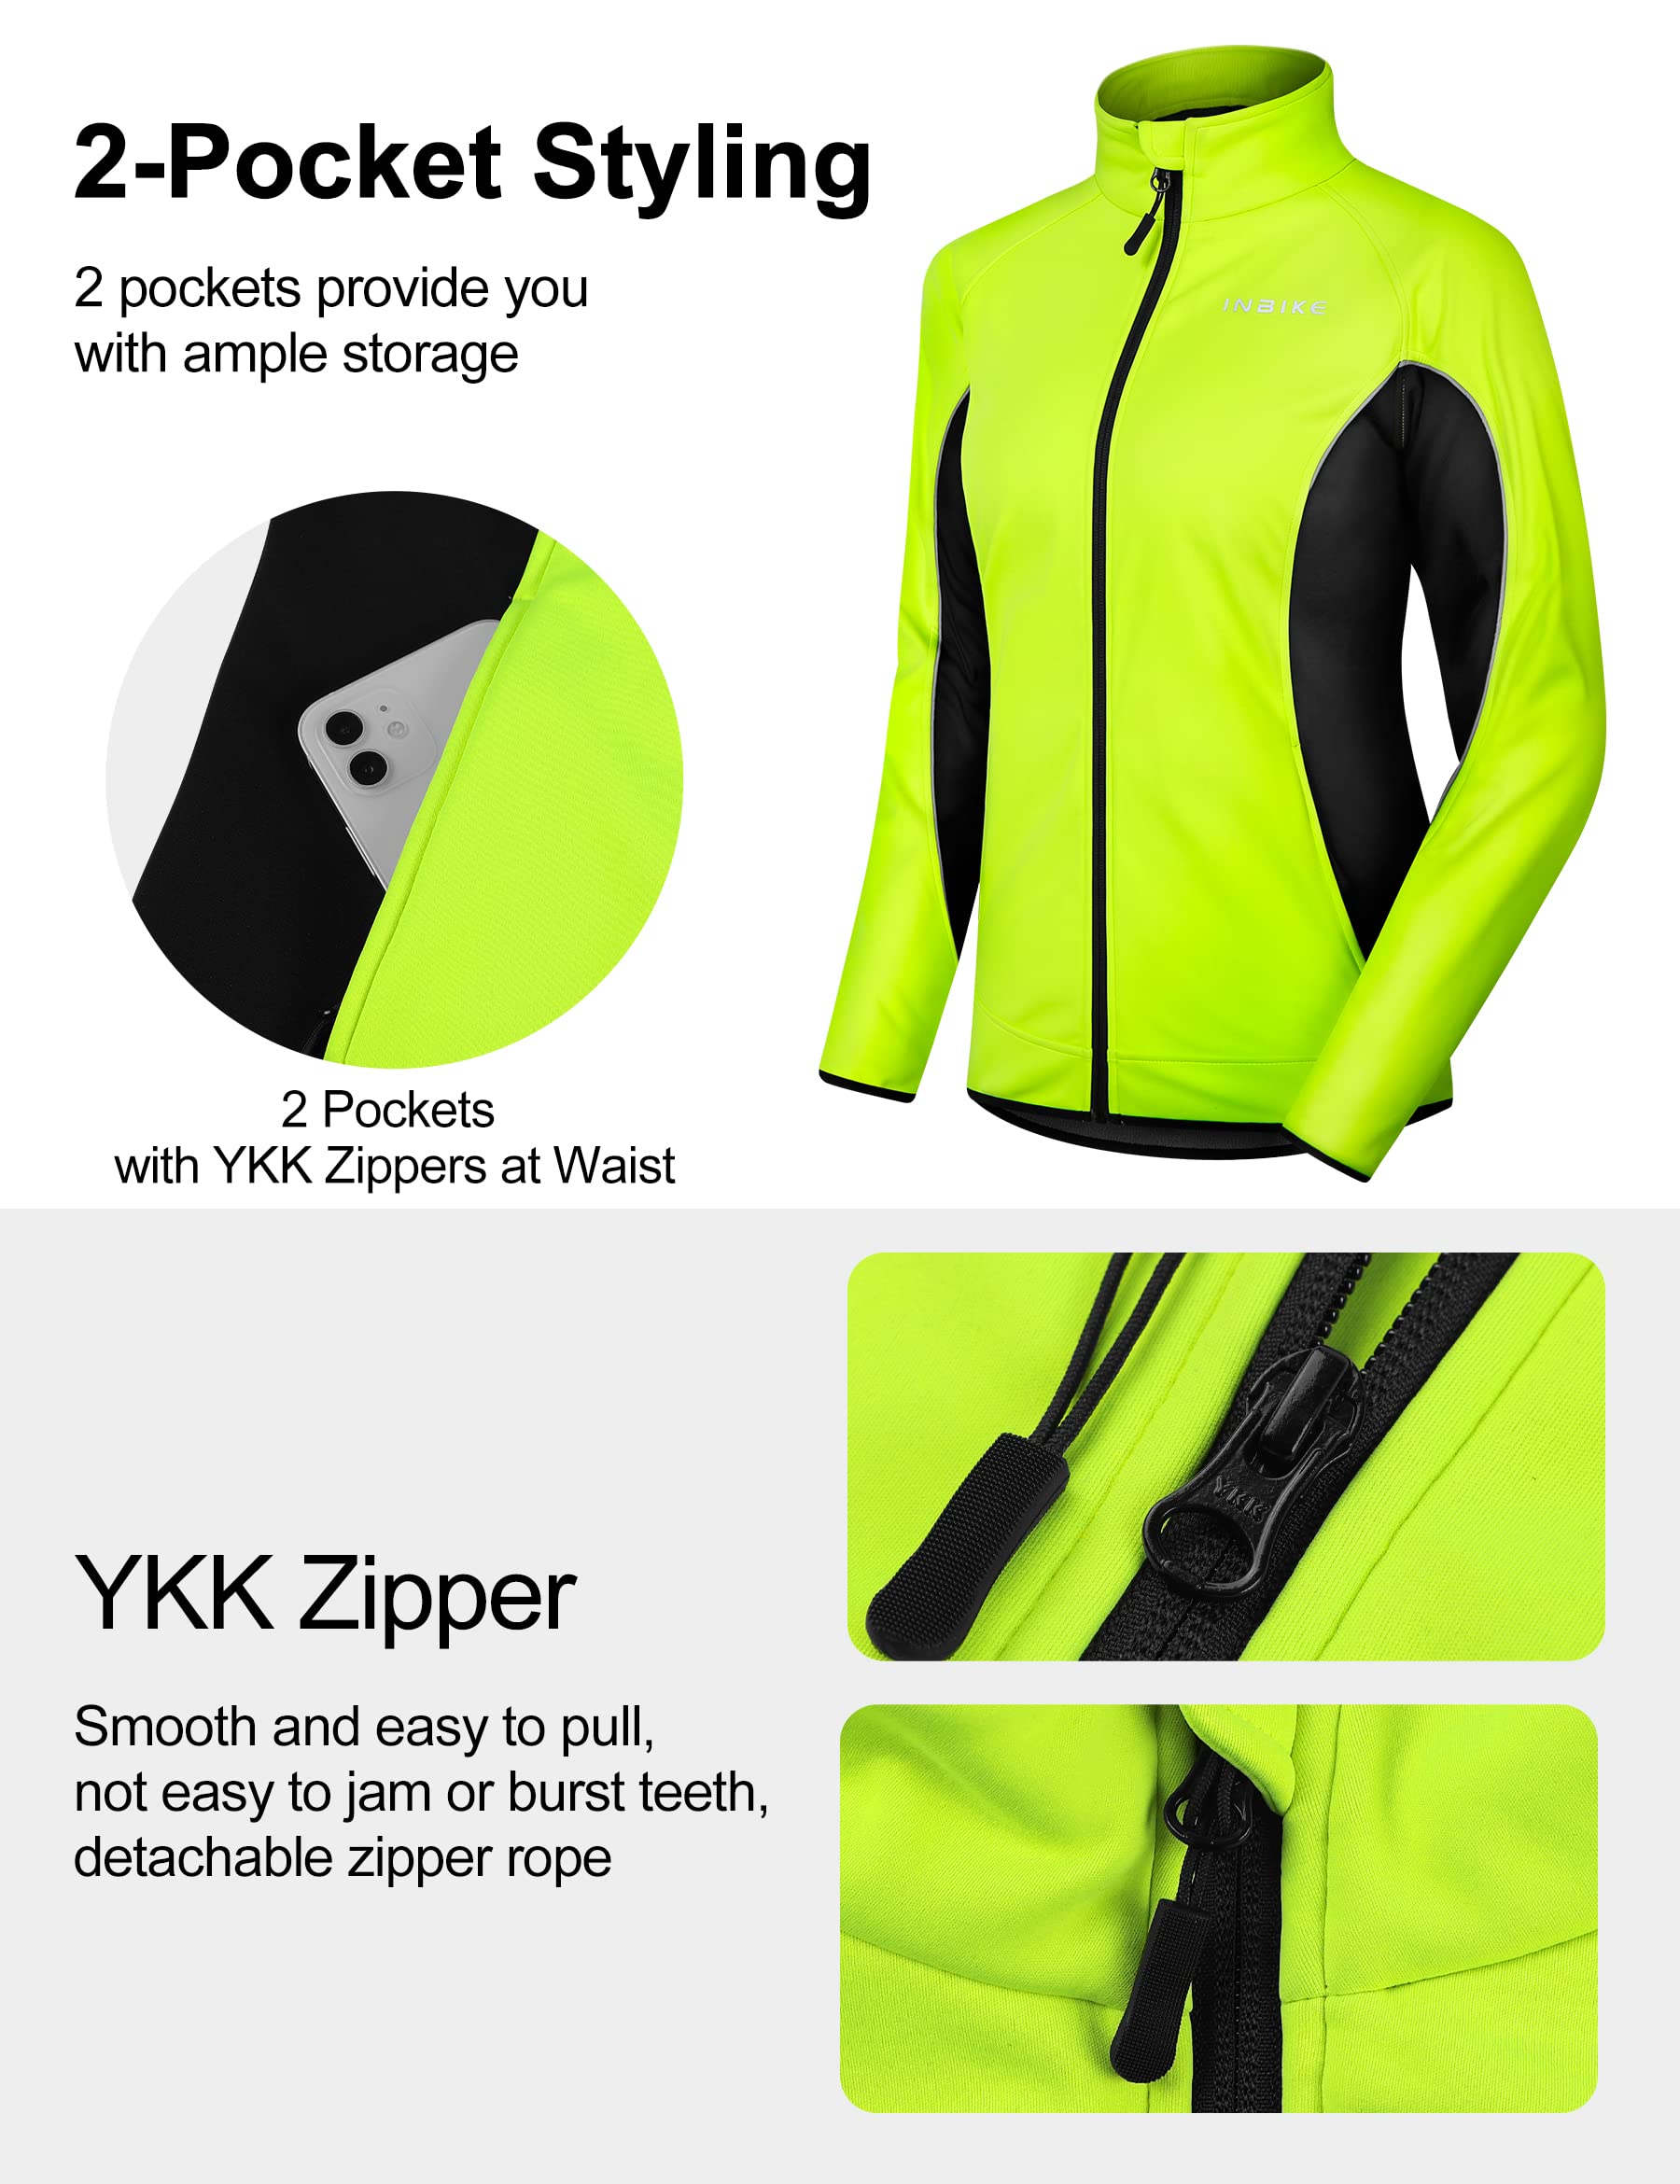 2-Pocket Styling
2 pockets provide you
with ample storage
INBIKE
2 Pockets
with YKK Zippers at Waist
YKK
YKK Zipper
Smooth and easy to pull,
not easy to jam or burst teeth,
detachable zipper rope